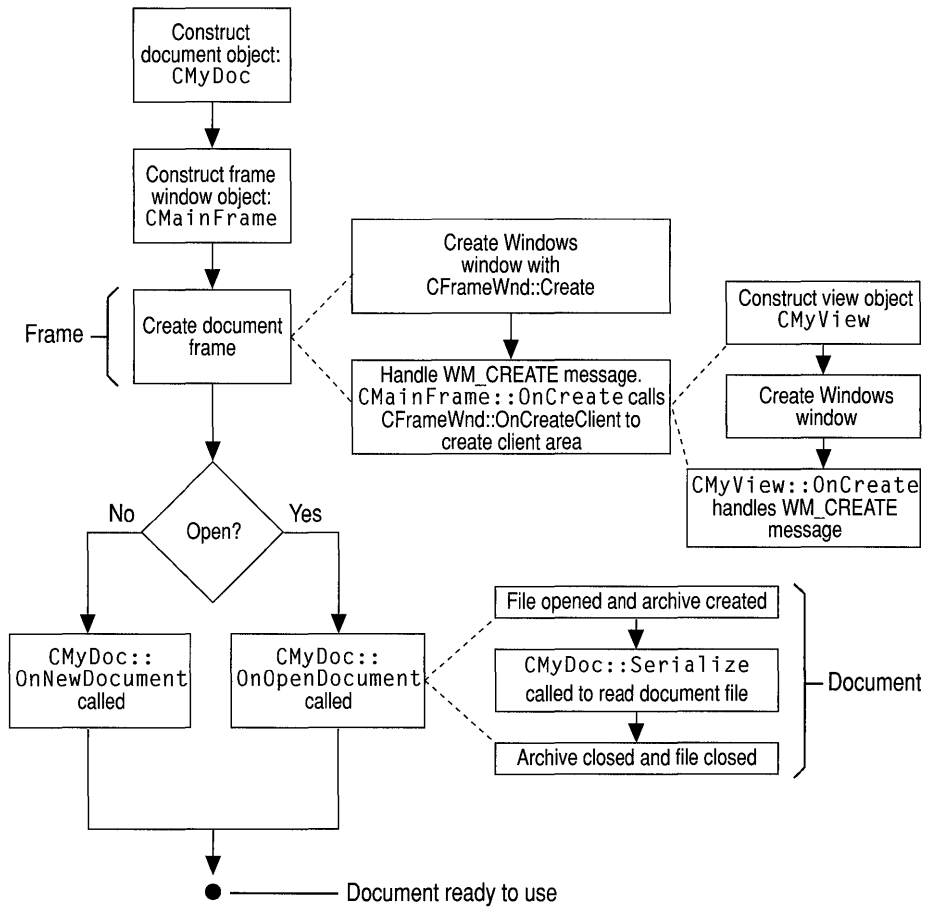 Construct
document object:
CMyDoc
Construct frame
window object:
CMainFrame
Frame
Create document
frame
Create Windows
window with
CFrameWnd::Create
Handle WM_CREATE message.
CMainFrame::OnCreate calls
CFrameWnd::OnCreateClient to
create client area
Construct view object
CMyView
Create Windows
window
CMyView::OnCreate
handles WM_CREATE
message
No
Open?
Yes
CMyDoc::
OnNewDocument
called
CMyDoc::
OnOpenDocument
called
File opened and archive created
CMyDoc::Serialize
called to read document file
Archive closed and file closed
Document
Document ready to use